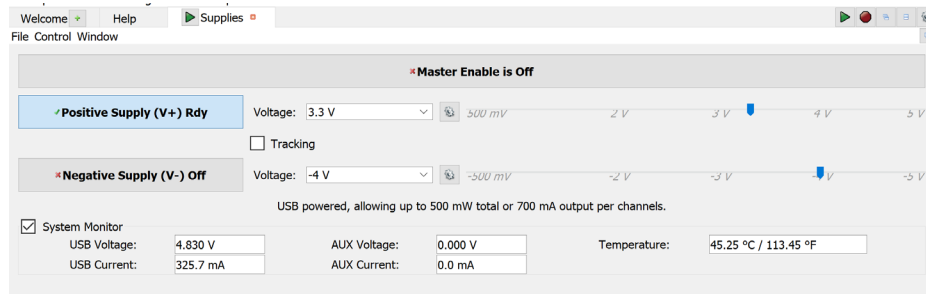 Welcome Help Supplies
File Control Window
Master Enable is Off
Positive Supply (V+) Rdy Voltage: 3.3 V 500 mV 2 V 3 V 4 V 5 V
Tracking
Negative Supply (V-) Off Voltage: -4 V -500 mV -2 V -3 V -5 V
USB powered, allowing up to 500 mW total or 700 mA output per channels.
System Monitor
USB Voltage: 4.830 V AUX Voltage: 0.000 V Temperature: 45.25 °C / 113.45 °F
USB Current: 325.7 mA AUX Current: 0.0 mA